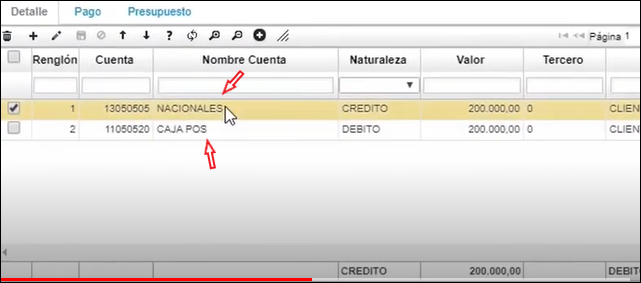 Detalle Pago Presupuesto
Página 1
Renglón Cuenta Nombre Cuenta Naturaleza Valor Tercero
1 13050505 NACIONALES CREDITO 200.000,00 0 CLIEN
2 11050520 CAJA POS DEBITO 200.000,00 0 CLIEN
CREDITO 200.000,00 DEBIT